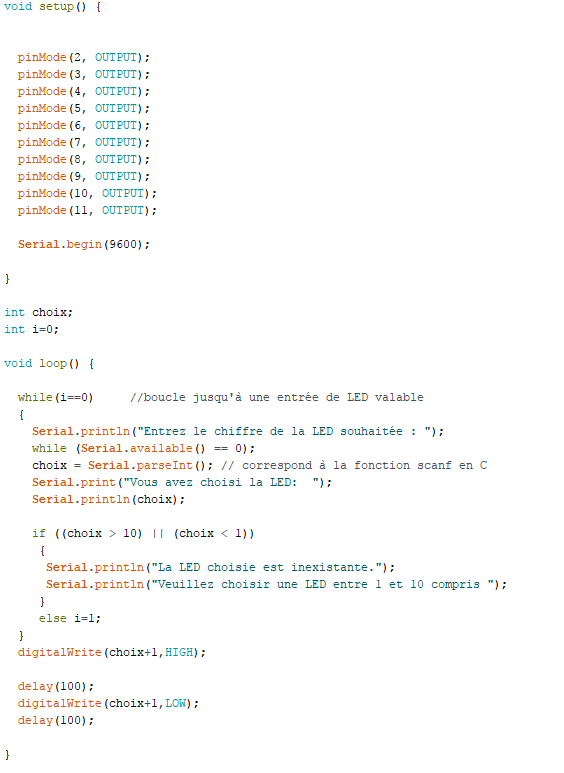 void setup() {
pinMode(2, OUTPUT);
pinMode(3, OUTPUT);
pinMode(4, OUTPUT);
pinMode(5, OUTPUT);
pinMode(6, OUTPUT);
pinMode(7, OUTPUT);
pinMode(8, OUTPUT);
pinMode(9, OUTPUT);
pinMode(10, OUTPUT);
pinMode(11, OUTPUT);
Serial.begin(9600);
}
int choix;
int i=0;
void loop() {
while(i==0)     //boucle jusqu'à une entrée de LED valable
{
Serial.println("Entrez le chiffre de la LED souhaitée : ");
while (Serial.available() == 0);
choix = Serial.parseInt(); // correspond à la fonction scanf en C
Serial.print("Vous avez choisi la LED:  ");
Serial.println(choix);
if ((choix > 10) || (choix < 1))
{
Serial.println("La LED choisie est inexistante.");
Serial.println("Veuillez choisir une LED entre 1 et 10 compris ");
}
else i=1;
}
digitalWrite(choix+1,HIGH);
delay(100);
digitalWrite(choix+1,LOW);
delay(100);
}